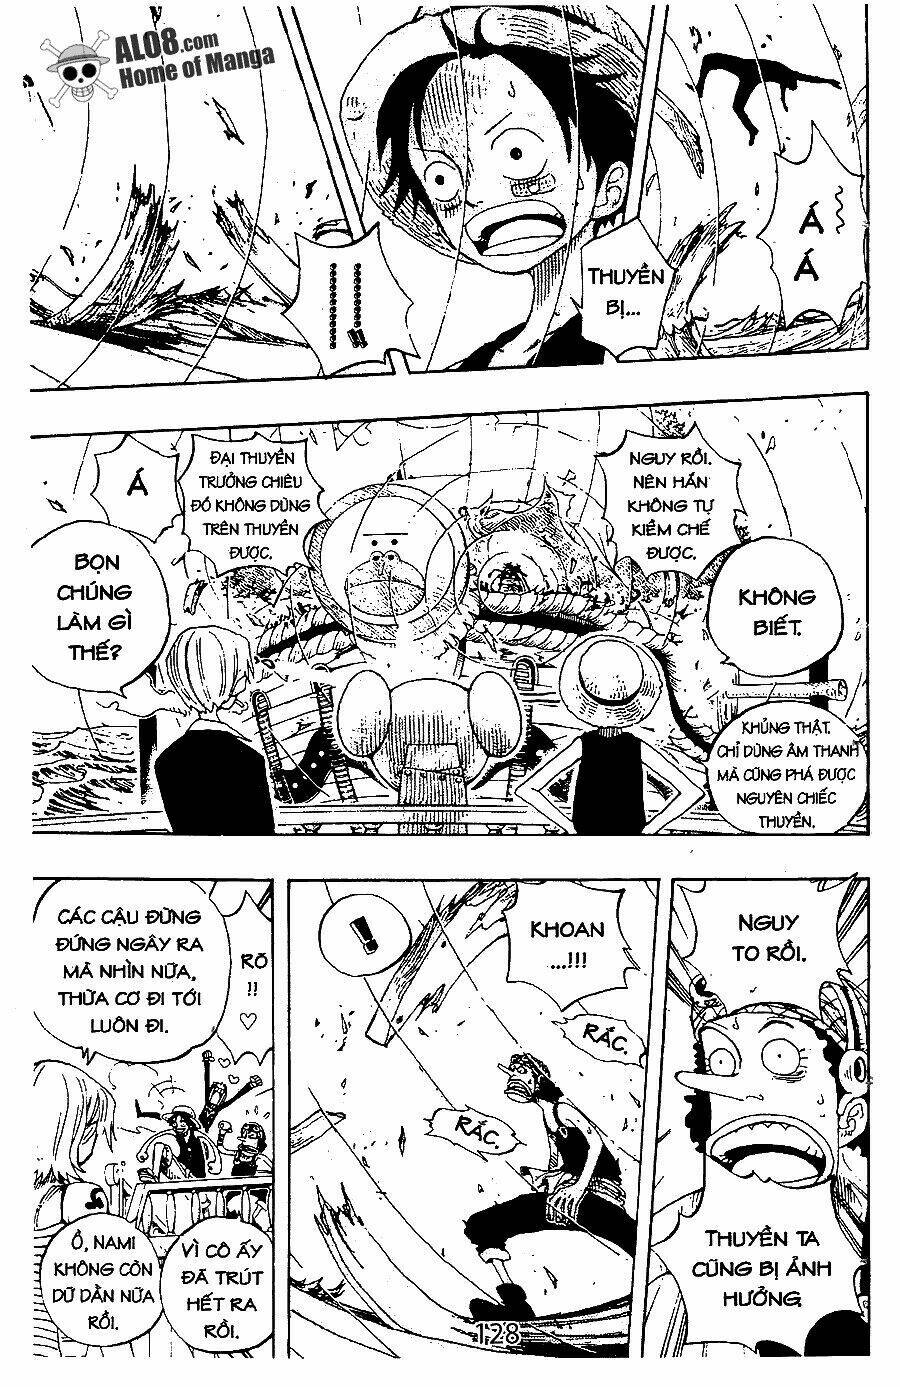 AL08.com
Home of Manga
Á
Á
THUYỀN
BỊ...
NGUY RỒI.
NÊN HẮN
KHÔNG TỰ
KIỀM CHẾ
ĐƯỢC.
ĐẠI THUYỀN
TRƯỞNG CHIÊU
ĐÓ KHÔNG DÙNG
TRÊN THUYỀN
ĐƯỢC.
Á
KHÔNG
BIẾT.
BỌN
CHÚNG
LÀM GÌ
THẾ?
KHỦNG THẬT.
CHỈ DÙNG ÂM THANH
MÀ CŨNG PHÁ ĐƯỢC
NGUYÊN CHIẾC
THUYỀN.
NGUY
TO RỒI.
THUYỀN TA
CŨNG BỊ ẢNH
HƯỞNG.
KHOAN
...!!!
!!
RẮC.
RẮC.
RÕ
!!
♡
CÁC CẬU ĐỪNG
ĐỨNG NGÂY RA
MÀ NHÌN NỮA,
THỪA CƠ ĐI TỚI
LUÔN ĐI.
VÌ CÔ ẤY
ĐÃ TRÚT
HẾT RA
RỒI.
Ồ, NAMI
KHÔNG CÒN
DỮ DẰN NỮA
RỒI.
128